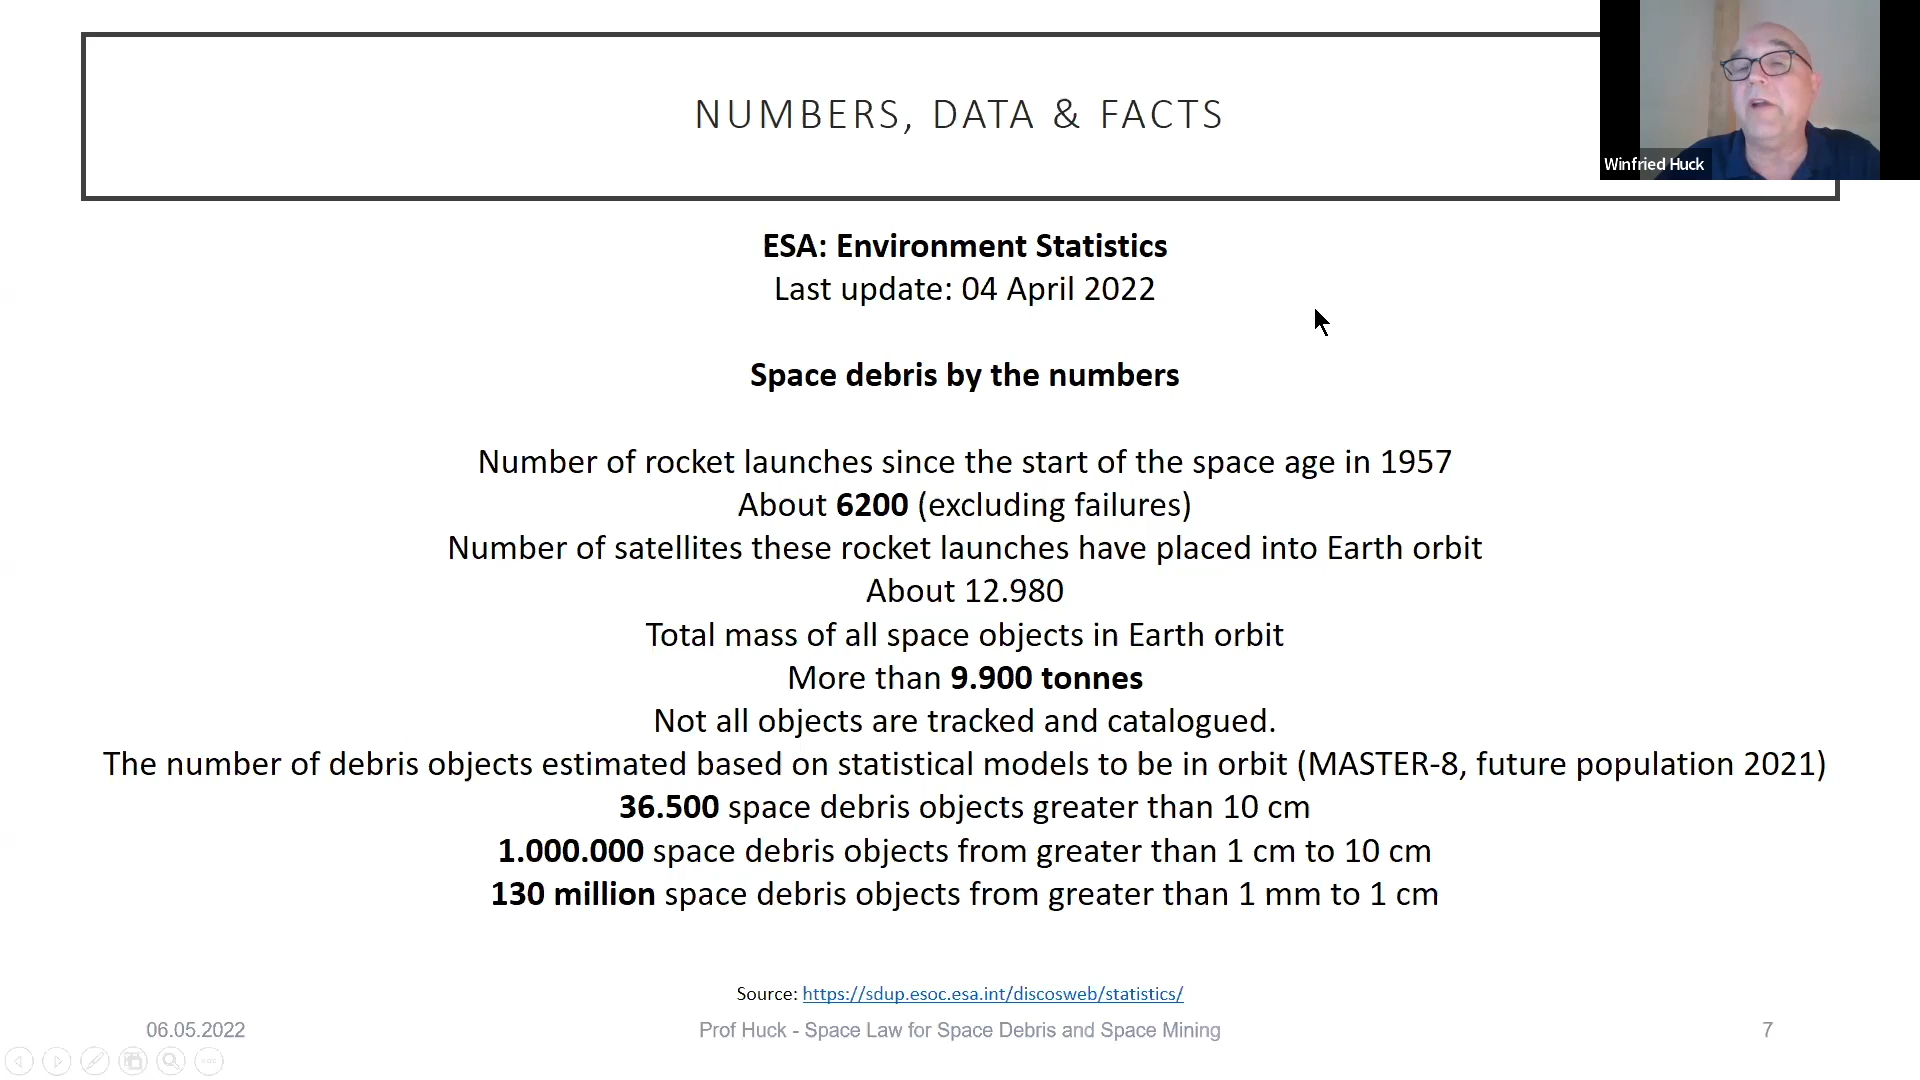 NUMBERS, DATA & FACTS
Winfried Huck
ESA: Environment Statistics
Last update: 04 April 2022
Space debris by the numbers
Number of rocket launches since the start of the space age in 1957
About 6200 (excluding failures)
Number of satellites these rocket launches have placed into Earth orbit
About 12.980
Total mass of all space objects in Earth orbit
More than 9.900 tonnes
Not all objects are tracked and catalogued.
The number of debris objects estimated based on statistical models to be in orbit (MASTER-8, future population 2021)
36.500 space debris objects greater than 10 cm
1.000.000 space debris objects from greater than 1 cm to 10 cm
130 million space debris objects from greater than 1 mm to 1 cm
Source: https://sdup.esoc.esa.int/discosweb/statistics/
06.05.2022
Prof Huck - Space Law for Space Debris and Space Mining
7